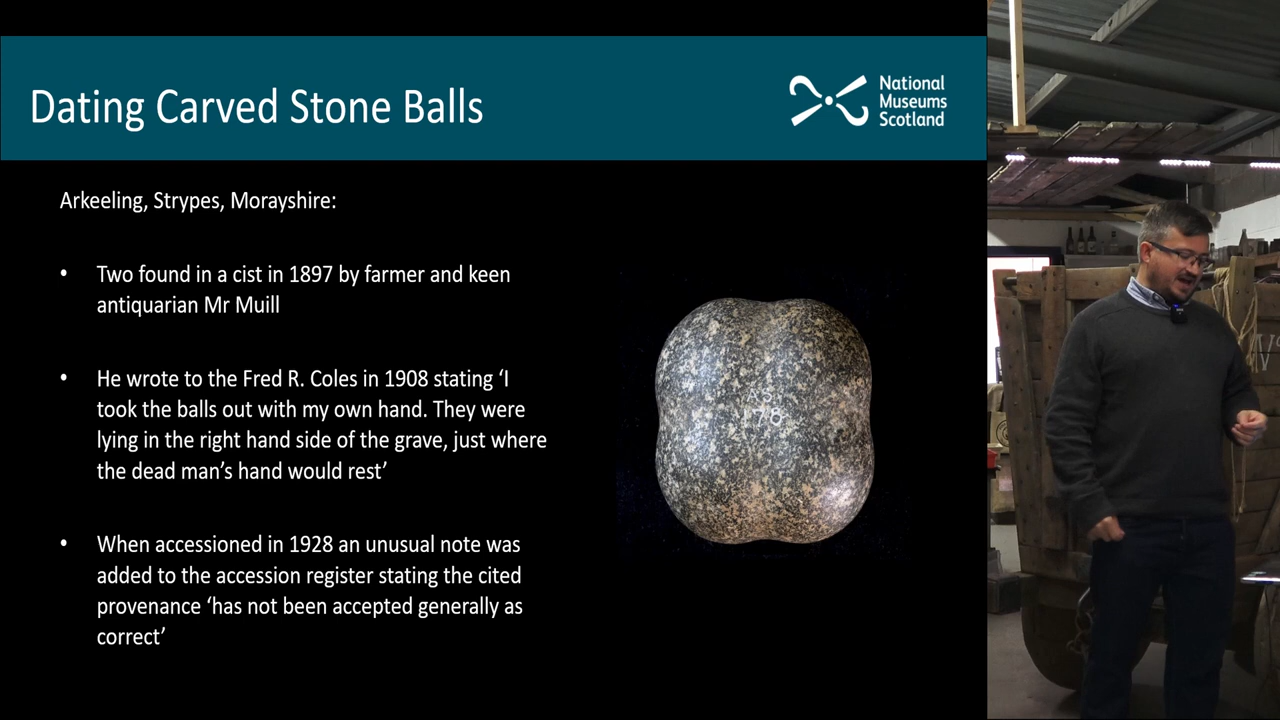 Dating Carved Stone Balls
National
Museums
Scotland
Arkeeling, Strypes, Morayshire:
• Two found in a cist in 1897 by farmer and keen
antiquarian Mr Muill
• He wrote to the Fred R. Coles in 1908 stating ‘I
took the balls out with my own hand. They were
lying in the right hand side of the grave, just where
the dead man’s hand would rest’
• When accessioned in 1928 an unusual note was
added to the accession register stating the cited
provenance ‘has not been accepted generally as
correct’
AS
178